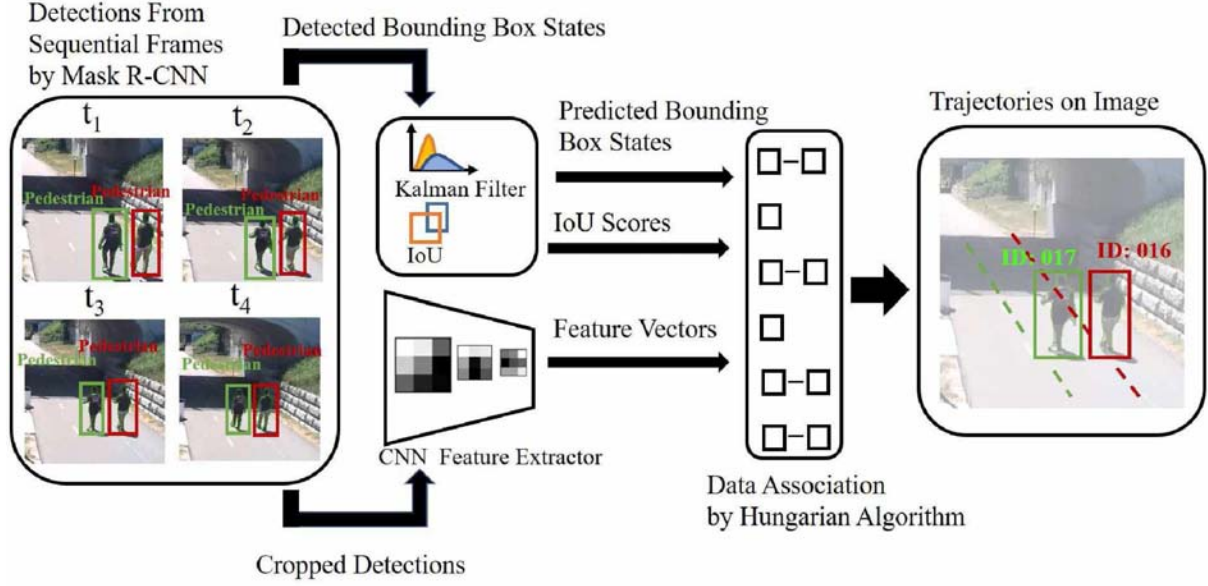 Detections From
Sequential Frames
by Mask R-CNN
Detected Bounding Box States
t1
t2
Pedestrian
Pedestrian
Pedestrian
Pedestrian
t3
t4
Pedestrian
Pedestrian
Pedestrian
Pedestrian
Kalman Filter
IoU
CNN Feature Extractor
Cropped Detections
Predicted Bounding
Box States
IoU Scores
Feature Vectors
Data Association
by Hungarian Algorithm
Trajectories on Image
ID: 017
ID: 016